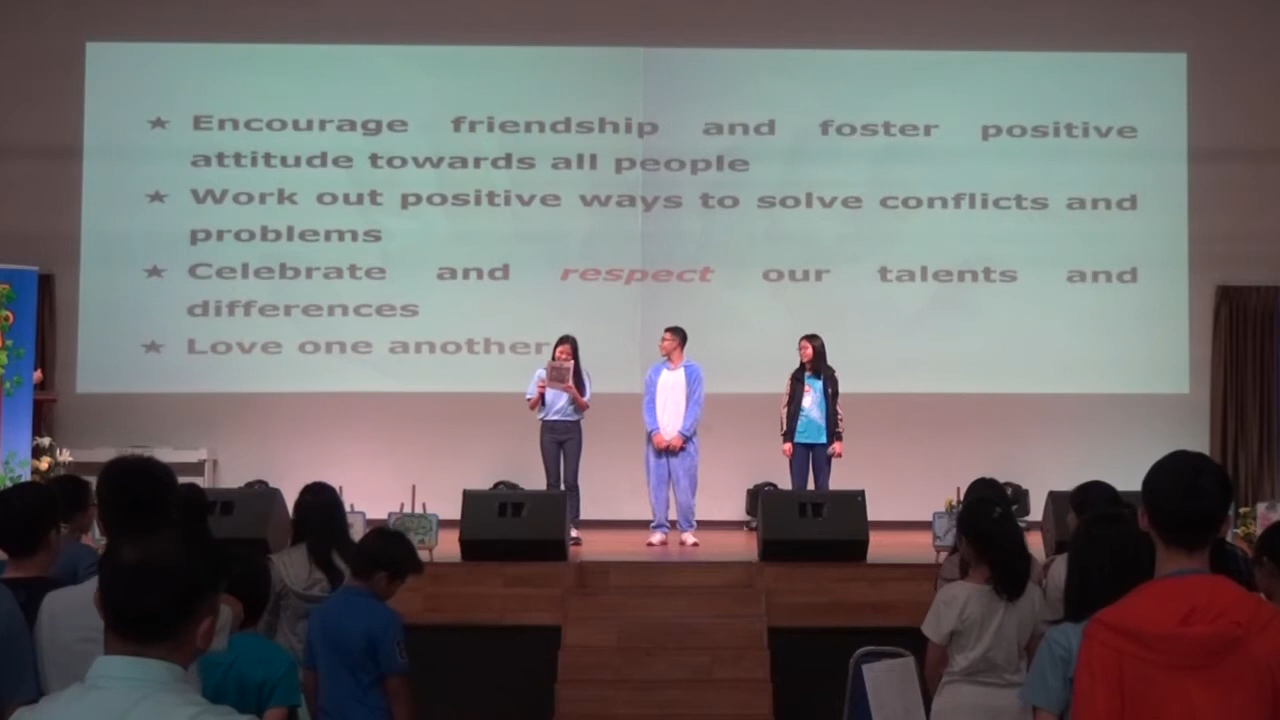 ★ Encourage friendship and foster positive
attitude towards all people
★ Work out positive ways to solve conflicts and
problems
★ Celebrate and respect our talents and
differences
★ Love one another